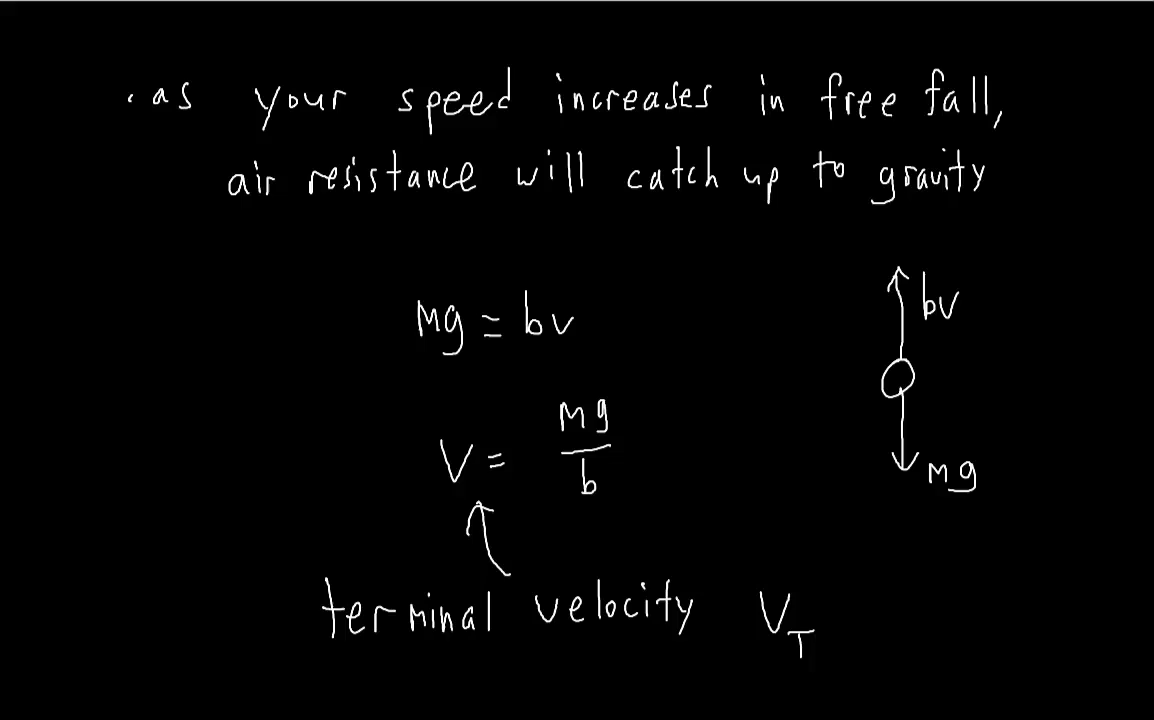 . as your speed increases in free fall,
air resistance will catch up to gravity
mg = bv
bv
v = mg/b
mg
terminal velocity V_T